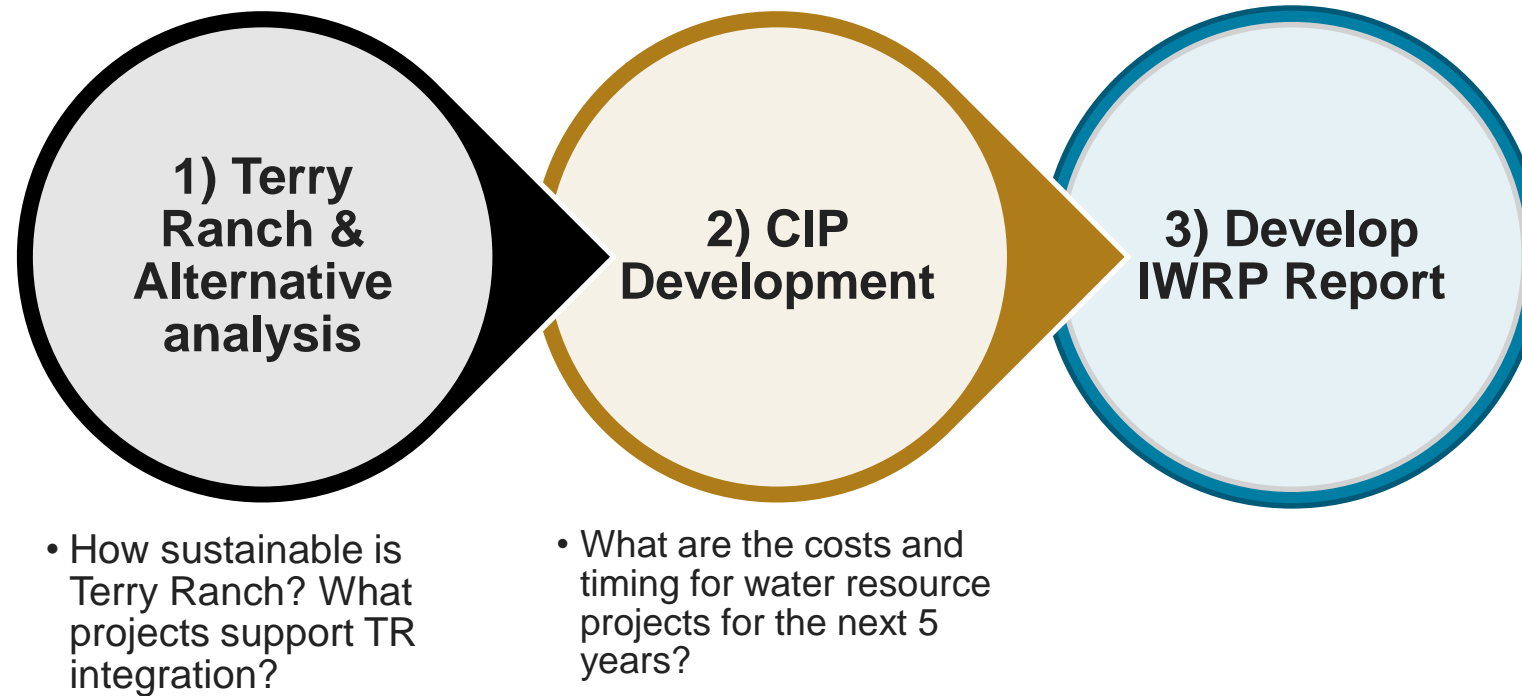 1) Terry
Ranch &
Alternative
analysis
2) CIP
Development
3) Develop
IWRP Report
• How sustainable is
Terry Ranch? What
projects support TR
integration?
• What are the costs and
timing for water resource
projects for the next 5
years?